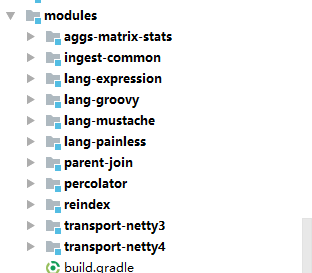 modules
aggs-matrix-stats
ingest-common
lang-expression
lang-groovy
lang-mustache
lang-painless
parent-join
percolator
reindex
transport-netty3
transport-netty4
build.gradle